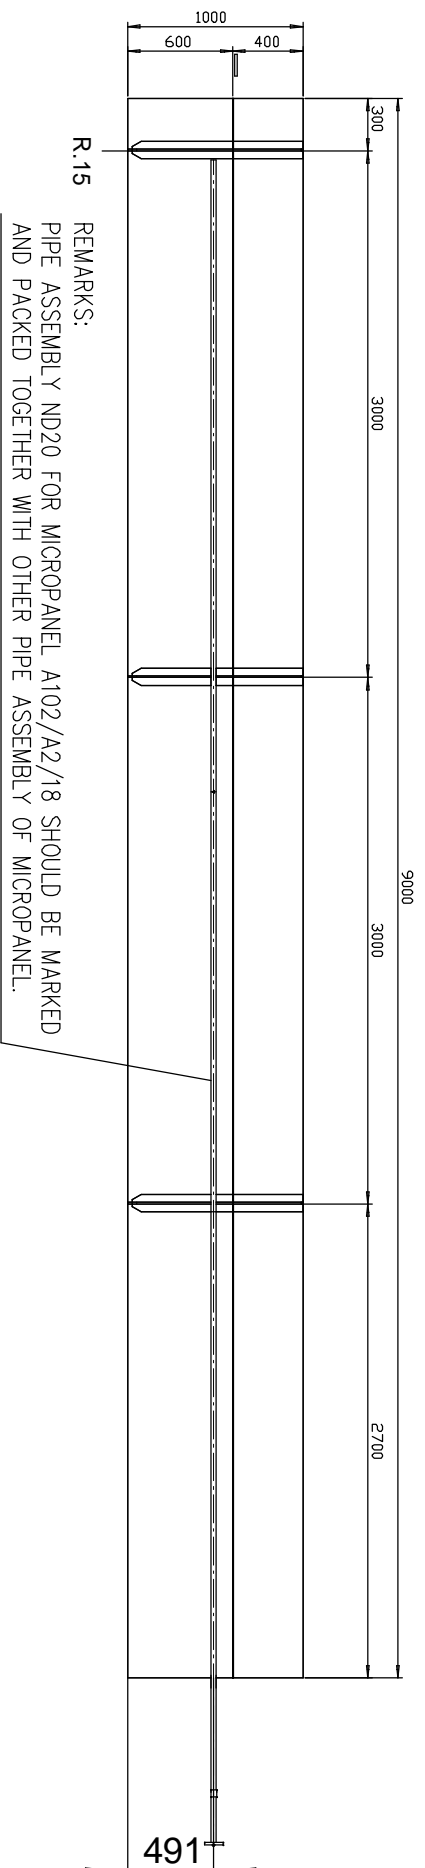 1000
600
400
300
3000
9000
3000
2700
R.15
REMARKS:
PIPE ASSEMBLY ND20 FOR MICROPANEL A102/A2/18 SHOULD BE MARKED
AND PACKED TOGETHER WITH OTHER PIPE ASSEMBLY OF MICROPANEL.
491